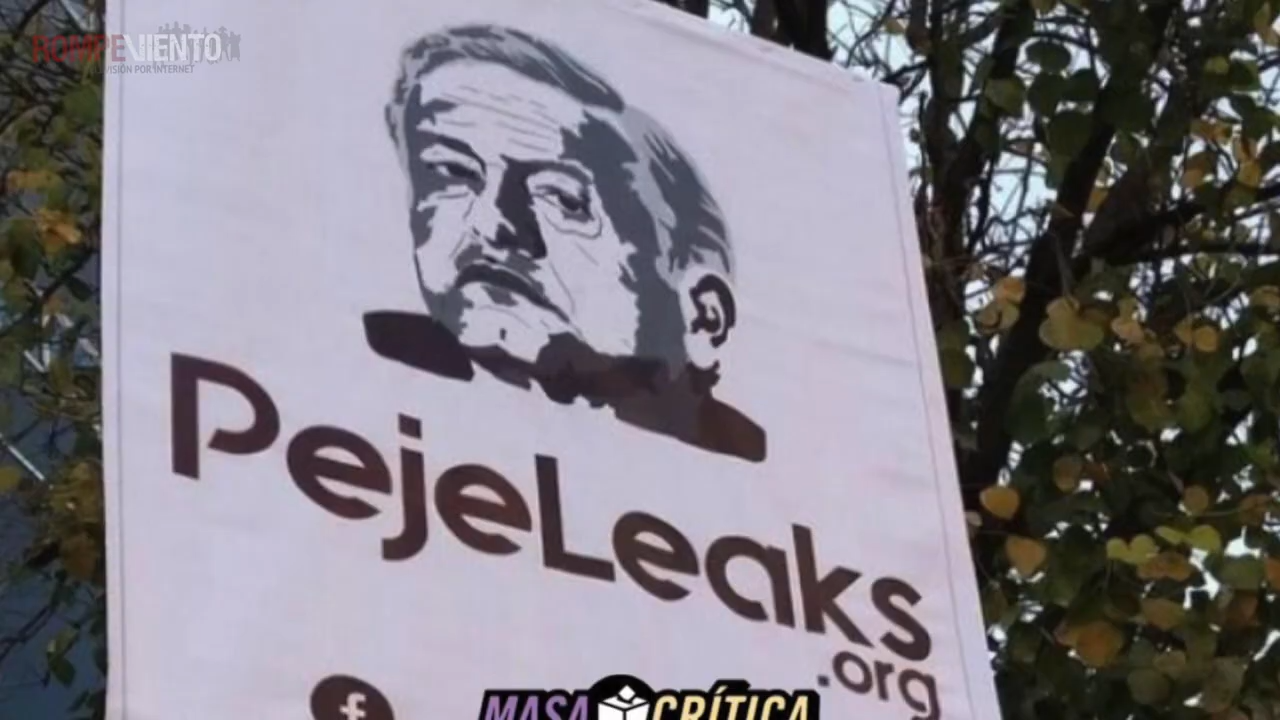 ROMPEVIENTO
TELEVISIÓN POR INTERNET
PejeLeaks
.org
f
MASA CRÍTICA